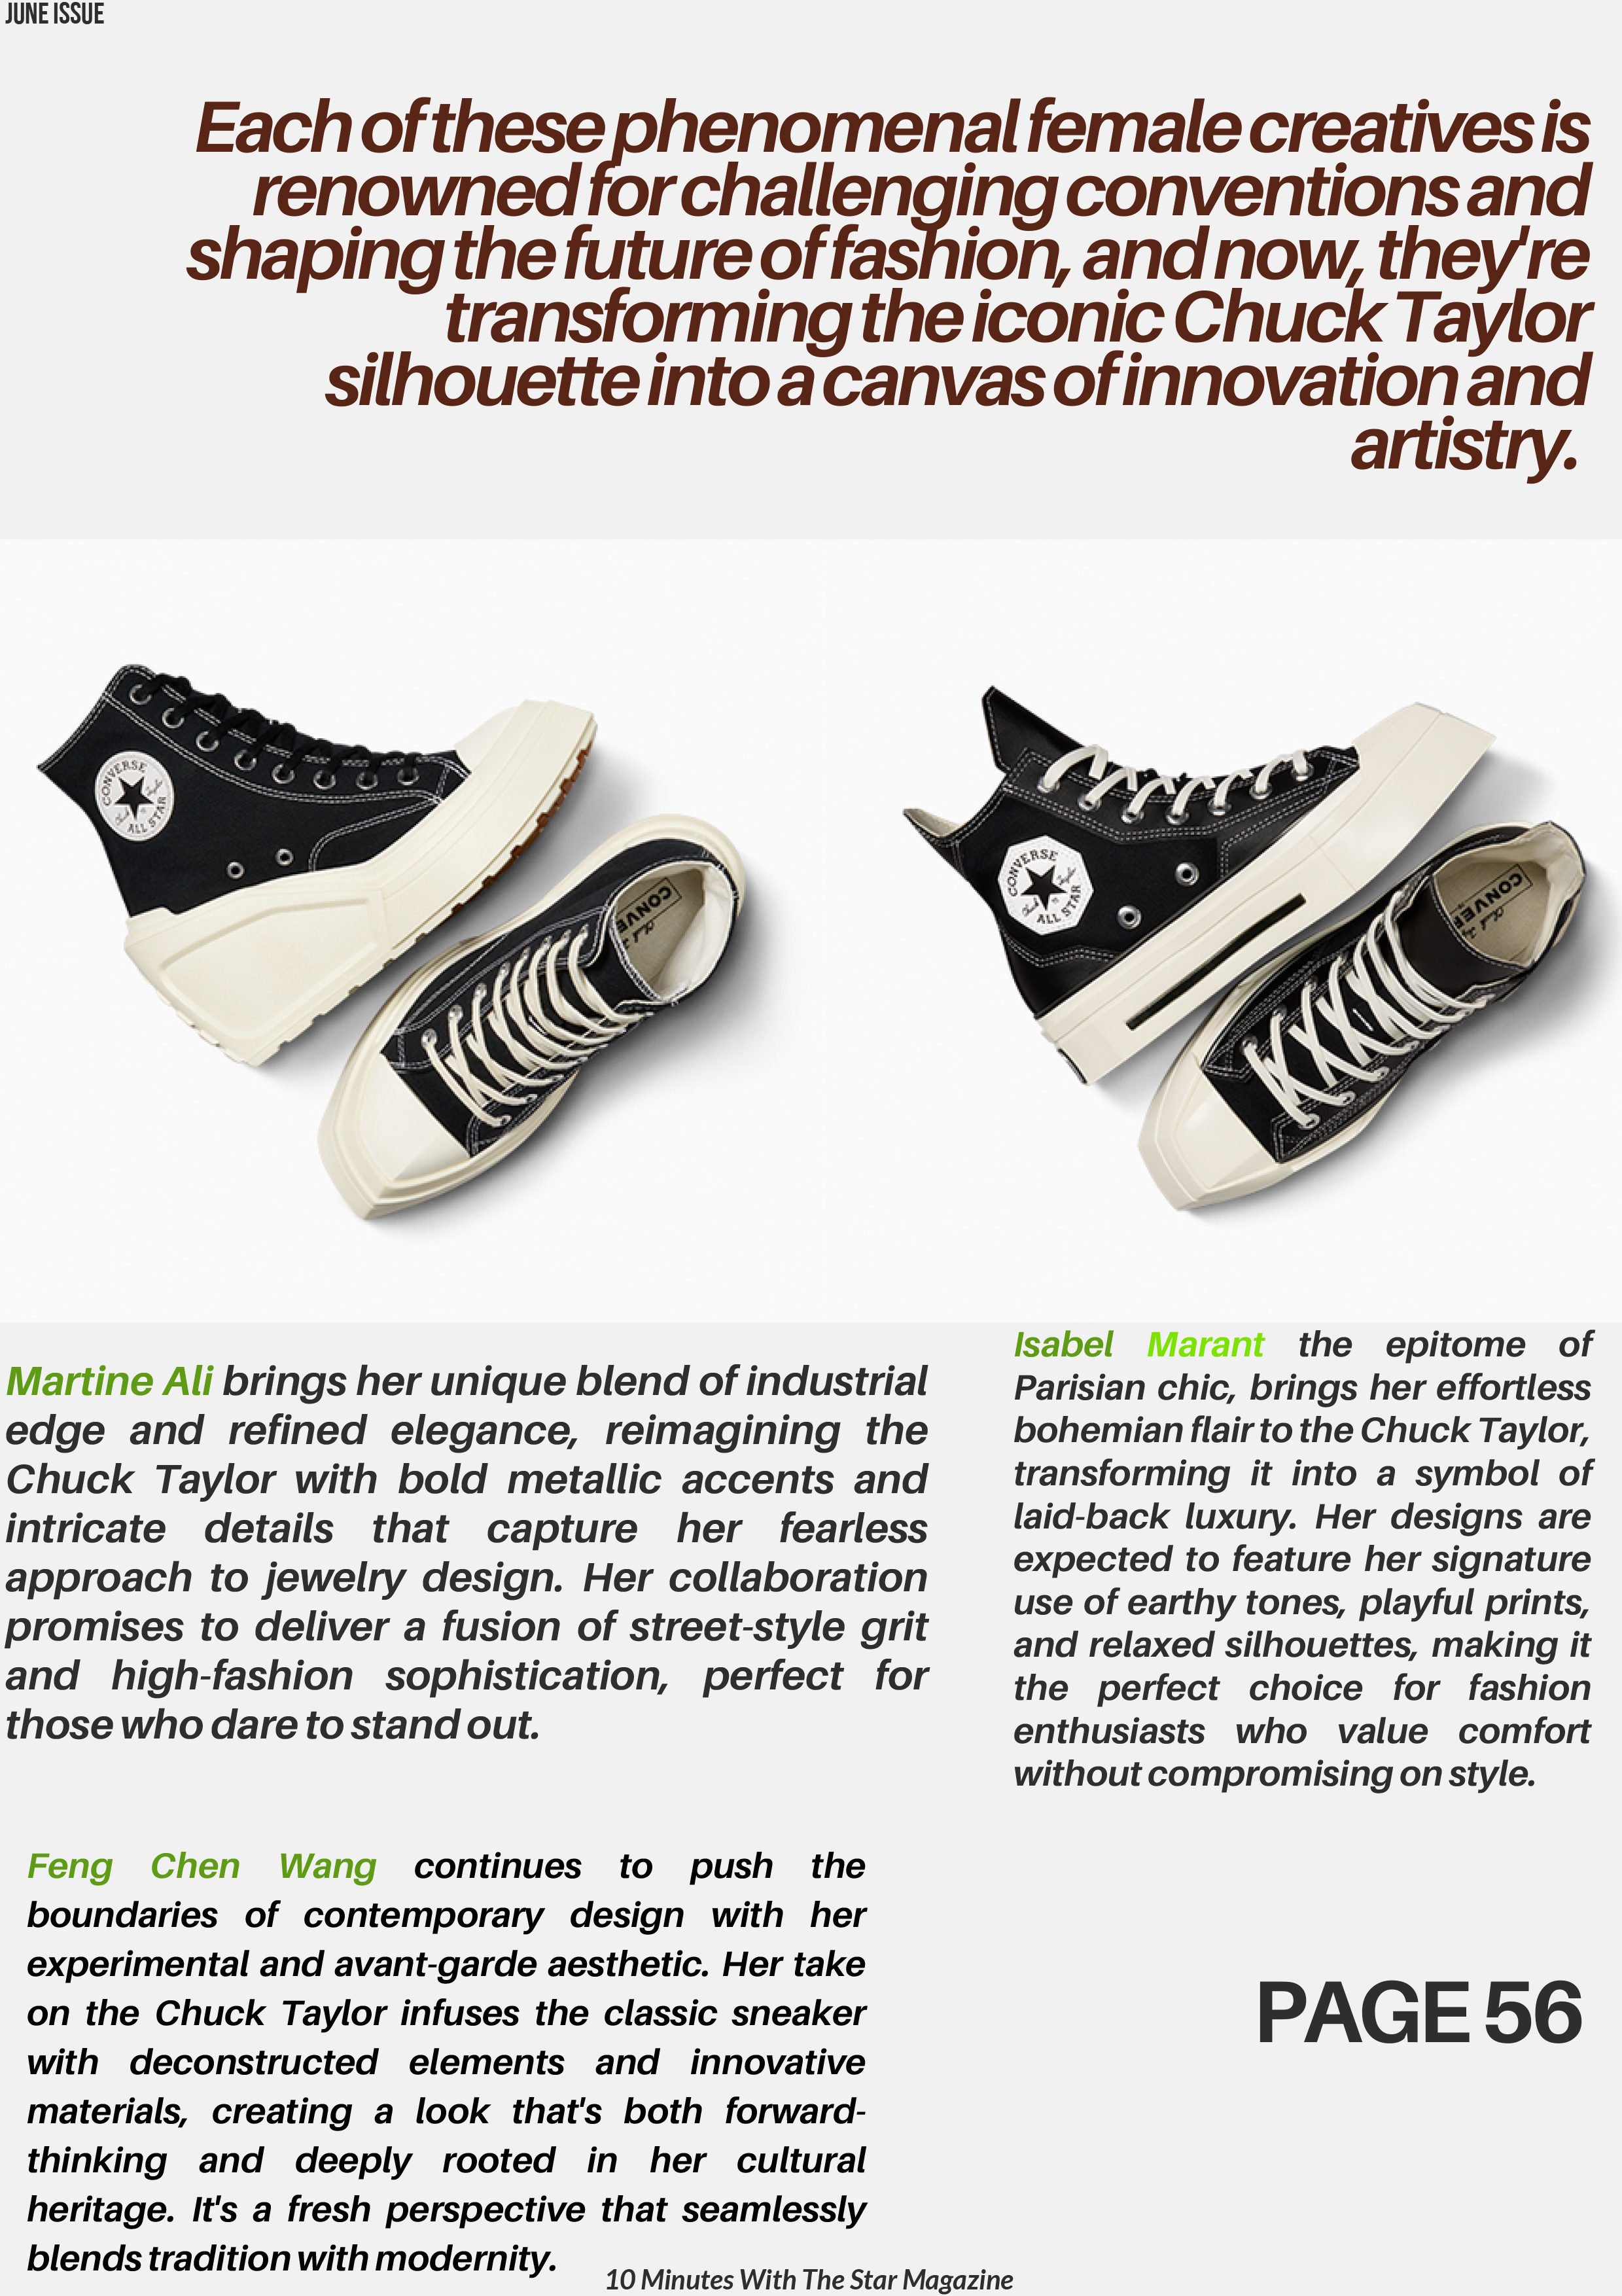 JUNE ISSUE
Each of these phenomenal female creatives is
renowned for challenging conventions and
shaping the future of fashion, and now, they're
transforming the iconic Chuck Taylor
silhouette into a canvas of innovation and
artistry.
CONVERSE
Chuck Taylor
ALL STAR
CONVE
CONVERSE
Chuck Taylor
ALL STAR
CONVER
Martine Ali brings her unique blend of industrial
edge and refined elegance, reimagining the
Chuck Taylor with bold metallic accents and
intricate details that capture her fearless
approach to jewelry design. Her collaboration
promises to deliver a fusion of street-style grit
and high-fashion sophistication, perfect for
those who dare to stand out.
Isabel Marant the epitome of
Parisian chic, brings her effortless
bohemian flair to the Chuck Taylor,
transforming it into a symbol of
laid-back luxury. Her designs are
expected to feature her signature
use of earthy tones, playful prints,
and relaxed silhouettes, making it
the perfect choice for fashion
enthusiasts who value comfort
without compromising on style.
Feng Chen Wang continues to push the
boundaries of contemporary design with her
experimental and avant-garde aesthetic. Her take
on the Chuck Taylor infuses the classic sneaker
with deconstructed elements and innovative
materials, creating a look that's both forward-
thinking and deeply rooted in her cultural
heritage. It's a fresh perspective that seamlessly
blends tradition with modernity.
PAGE 56
10 Minutes With The Star Magazine